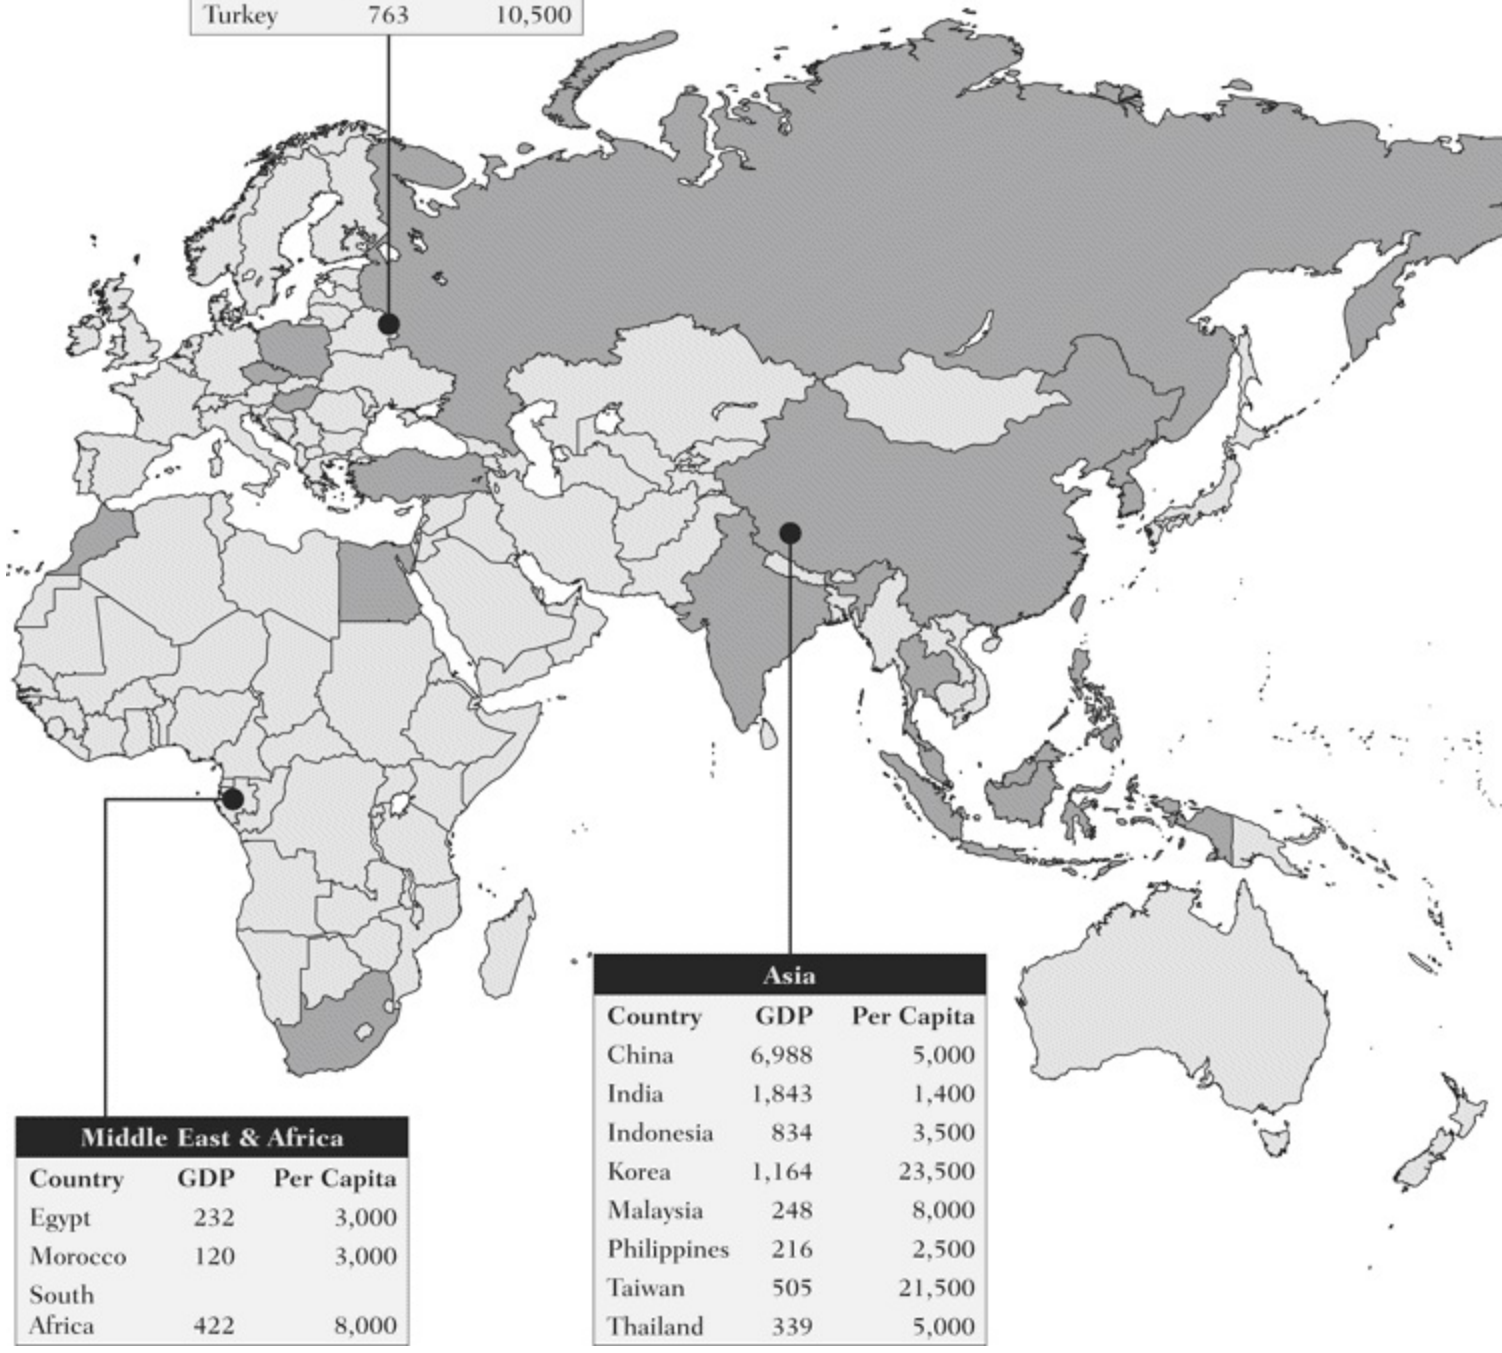 Turkey 763 10,500
Asia
Country GDP Per Capita
China 6,988 5,000
India 1,843 1,400
Indonesia 834 3,500
Korea 1,164 23,500
Malaysia 248 8,000
Philippines 216 2,500
Taiwan 505 21,500
Thailand 339 5,000
Middle East & Africa
Country GDP Per Capita
Egypt 232 3,000
Morocco 120 3,000
South
Africa 422 8,000